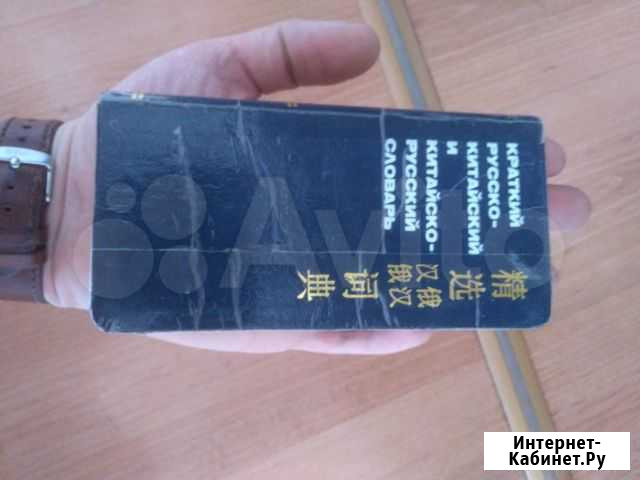 КРАТКИЙ
РУССКО-
КИТАЙСКИЙ
И
КИТАЙСКО-
РУССКИЙ
СЛОВАРЬ
精
选
俄汉
汉俄
词
典
Avito
Интернет-
Кабинет.Ру